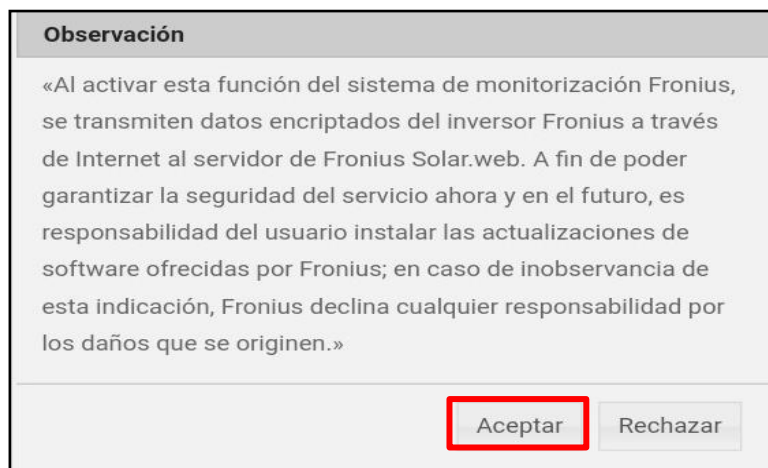 Observación
«Al activar esta función del sistema de monitorización Fronius,
se transmiten datos encriptados del inversor Fronius a través
de Internet al servidor de Fronius Solar.web. A fin de poder
garantizar la seguridad del servicio ahora y en el futuro, es
responsabilidad del usuario instalar las actualizaciones de
software ofrecidas por Fronius; en caso de inobservancia de
esta indicación, Fronius declina cualquier responsabilidad por
los daños que se originen.»
Aceptar Rechazar